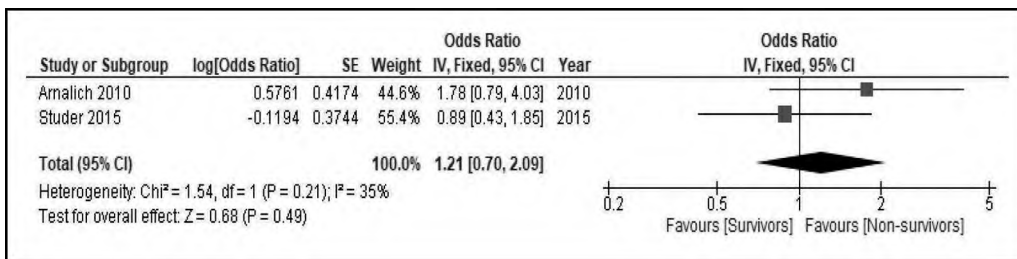 Odds Ratio Odds Ratio
Study or Subgroup log[Odds Ratio] SE Weight IV, Fixed, 95% CI Year IV, Fixed, 95% CI
Arnalich 2010 0.5761 0.4174 44.6% 1.78 [0.79, 4.03] 2010
Studer 2015 -0.1194 0.3744 55.4% 0.89 [0.43, 1.85] 2015
Total (95% CI) 100.0% 1.21 [0.70, 2.09]
Heterogeneity: Chi² = 1.54, df = 1 (P = 0.21); I² = 35%
Test for overall effect: Z = 0.68 (P = 0.49)
0.2 0.5 1 2 5
Favours [Survivors] Favours [Non-survivors]